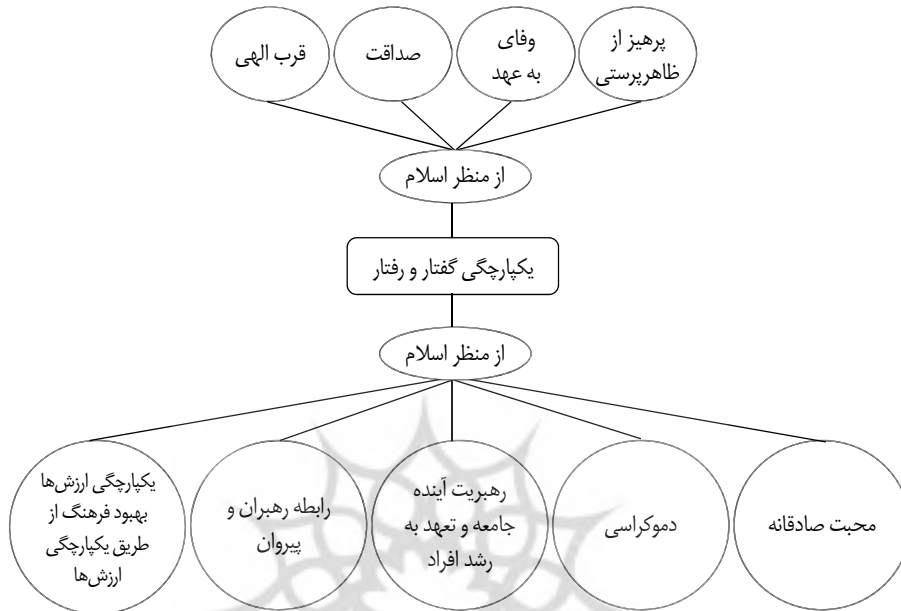 پرهیز از
ظاهرپرستی
وفای
به عهد
صداقت
قرب الهی
از منظر اسلام
یکپارچگی گفتار و رفتار
از منظر اسلام
محبت صادقانه
دموکراسی
رهبریت آینده
جامعه و تعهد به
رشد افراد
رابطه رهبران و
پیروان
یکپارچگی ارزش‌ها
بهبود فرهنگ از
طریق یکپارچگی
ارزش‌ها